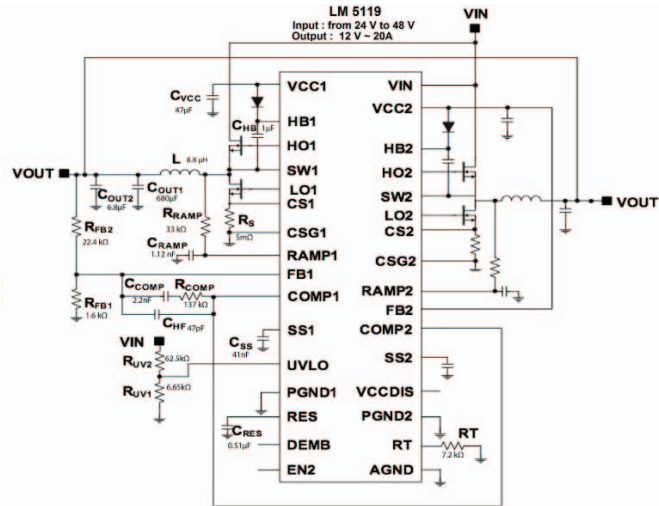 LM 5119
Input : from 24 V to 48 V
Output : 12 V ~ 20A
VIN
VCC1
VIN
CVCC
47µF
VCC2
CHB 1µF
HB1
HO1
HB2
L 8.8 µH
SW1
HO2
VOUT
LO1
SW2
COUT2
6.8µF
COUT1
680µF
CS1
LO2
VOUT
RRAMP
33 kΩ
RS
5mΩ
CS2
RFB2
22.4 kΩ
CSG1
CRAMP
1.12 nF
RAMP1
CSG2
FB1
RAMP2
CCOMP
2.2nF
RCOMP
137 kΩ
COMP1
FB2
RFB1
1.6 kΩ
CHF 47pF
SS1
COMP2
VIN
CSS
41nF
RUV2
62.5kΩ
UVLO
SS2
RUV1
6.65kΩ
PGND1
VCCDIS
RES
PGND2
CRES
0.51µF
DEMB
RT
RT
7.2 kΩ
EN2
AGND